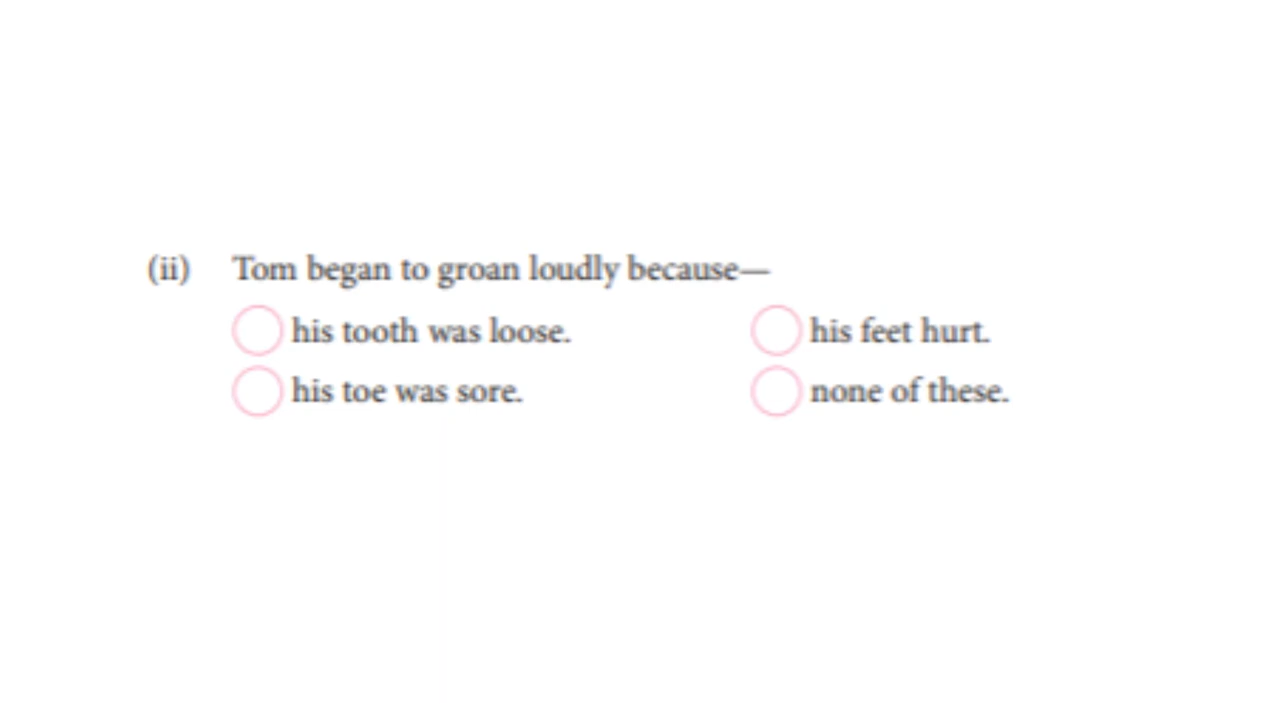 (ii) Tom began to groan loudly because—
his tooth was loose. his feet hurt.
his toe was sore. none of these.